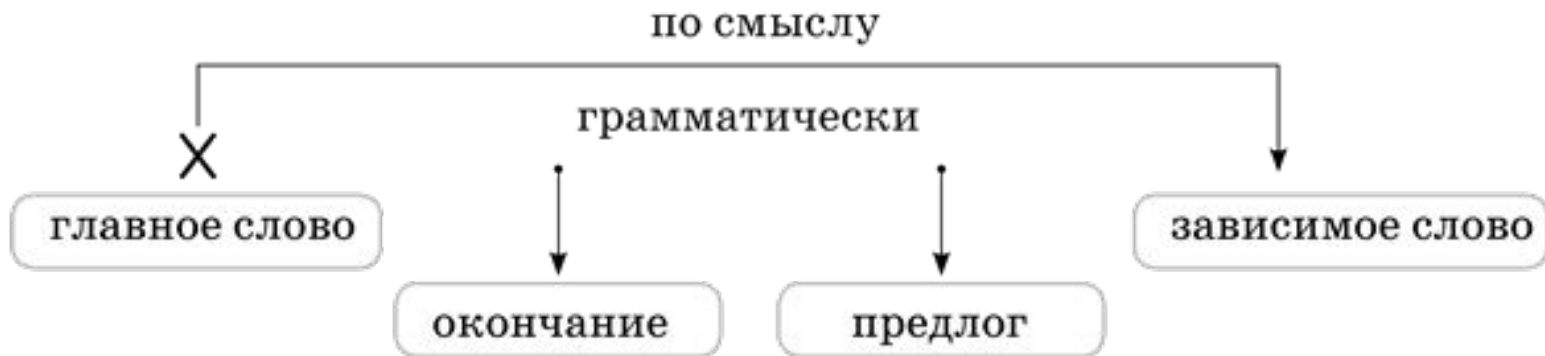 по смыслу
грамматически
главное слово
зависимое слово
окончание
предлог